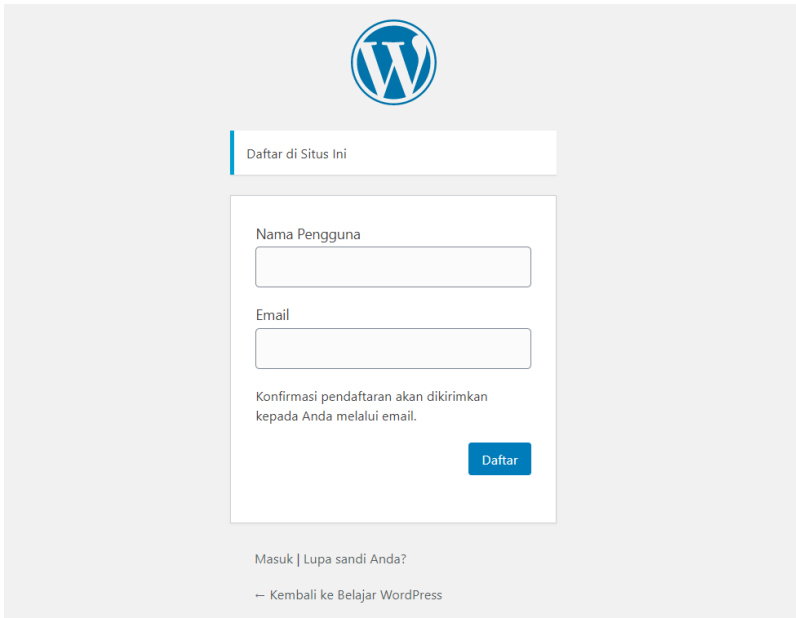 Daftar di Situs Ini
Nama Pengguna
Email
Konfirmasi pendaftaran akan dikirimkan
kepada Anda melalui email.
Daftar
Masuk | Lupa sandi Anda?
← Kembali ke Belajar WordPress